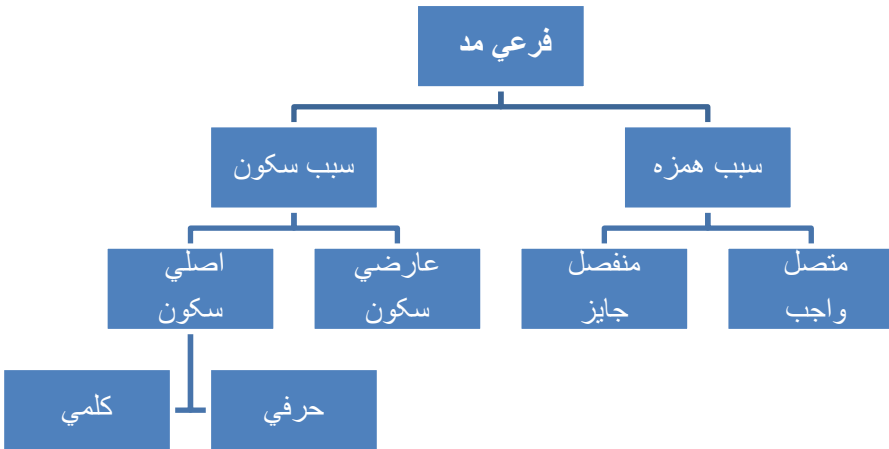 فرعي مد
سبب همزه
سبب سكون
متصل
واجب
منفصل
جايز
عارضي
سكون
اصلي
سكون
حرفي
كلمي